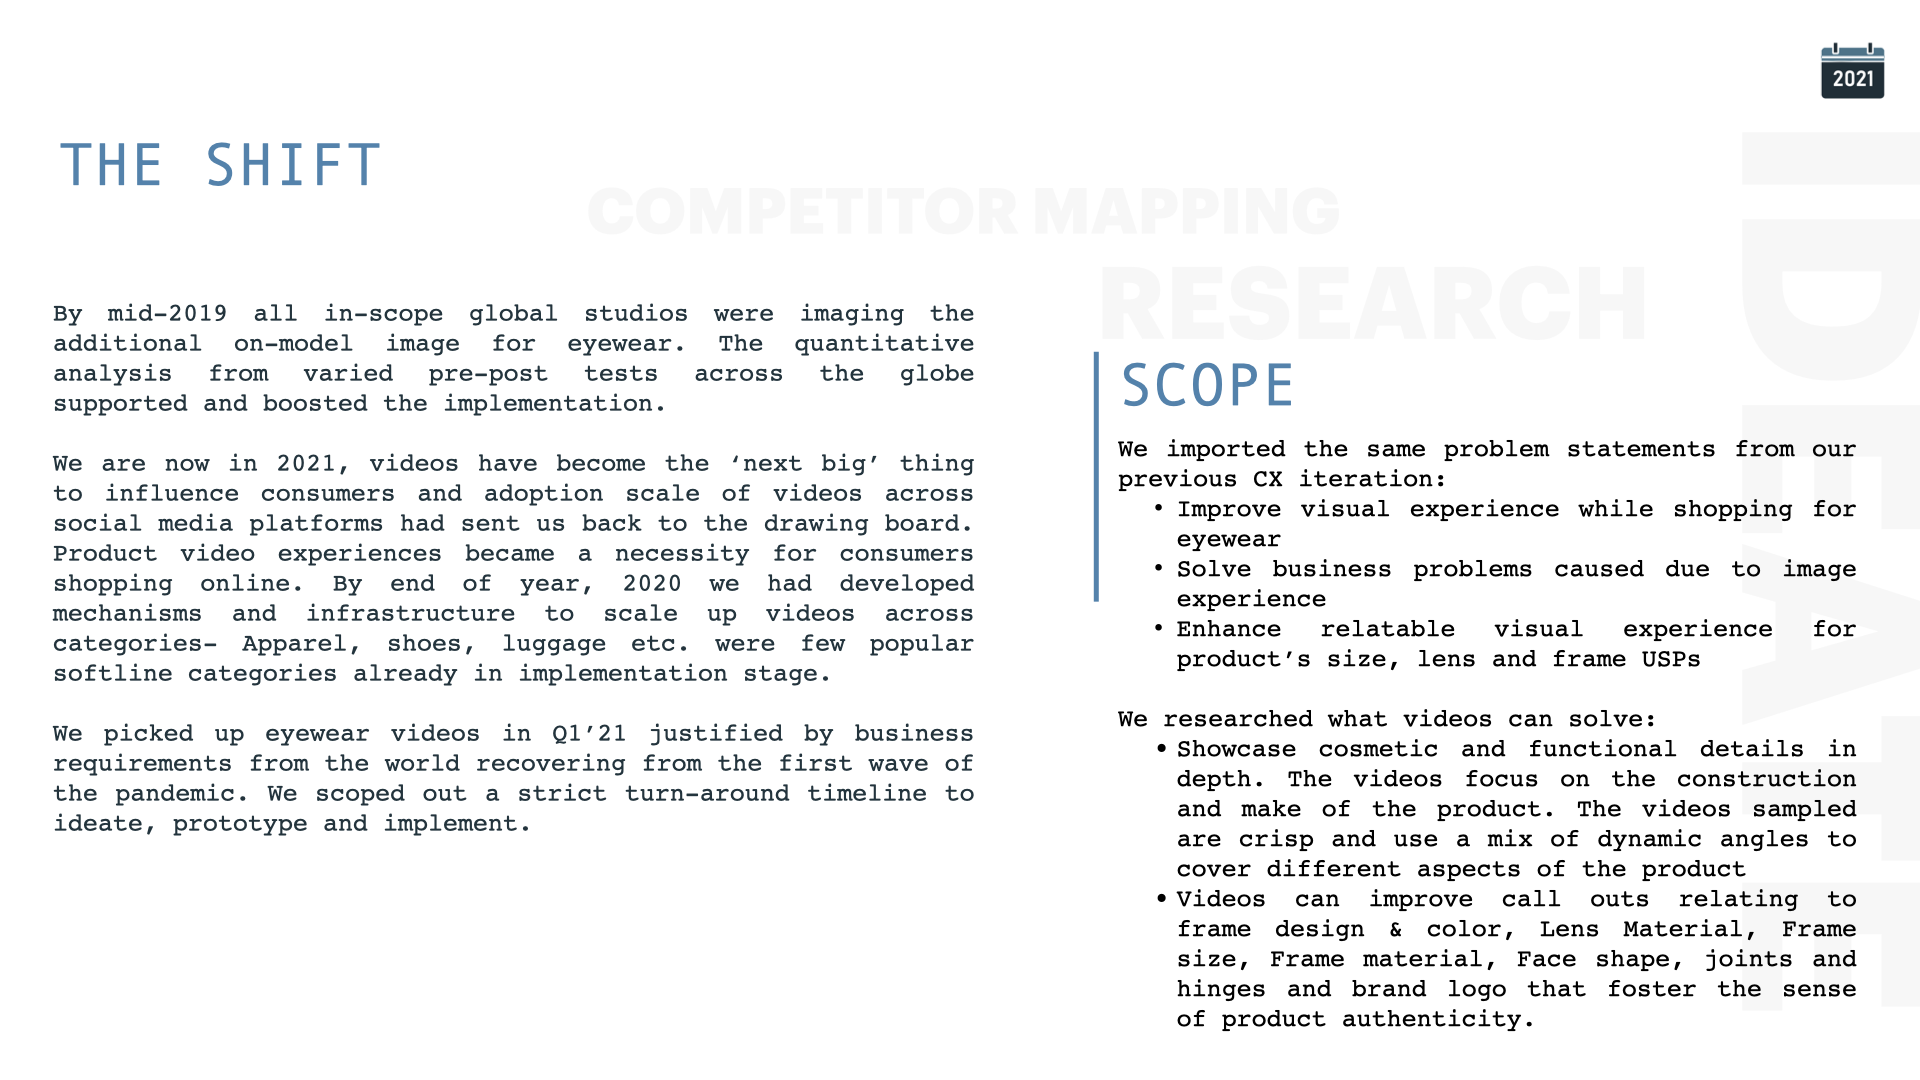 2021
THE SHIFT
COMPETITOR MAPPING
RESEARCH
IDEATE
By mid-2019 all in-scope global studios were imaging the
additional on-model image for eyewear. The quantitative
analysis from varied pre-post tests across the globe
supported and boosted the implementation.
We are now in 2021, videos have become the ‘next big’ thing
to influence consumers and adoption scale of videos across
social media platforms had sent us back to the drawing board.
Product video experiences became a necessity for consumers
shopping online. By end of year, 2020 we had developed
mechanisms and infrastructure to scale up videos across
categories- Apparel, shoes, luggage etc. were few popular
softline categories already in implementation stage.
We picked up eyewear videos in Q1’21 justified by business
requirements from the world recovering from the first wave of
the pandemic. We scoped out a strict turn-around timeline to
ideate, prototype and implement.
SCOPE
We imported the same problem statements from our
previous CX iteration:
• Improve visual experience while shopping for
eyewear
• Solve business problems caused due to image
experience
• Enhance relatable visual experience for
product’s size, lens and frame USPs
We researched what videos can solve:
• Showcase cosmetic and functional details in
depth. The videos focus on the construction
and make of the product. The videos sampled
are crisp and use a mix of dynamic angles to
cover different aspects of the product
• Videos can improve call outs relating to
frame design & color, Lens Material, Frame
size, Frame material, Face shape, joints and
hinges and brand logo that foster the sense
of product authenticity.